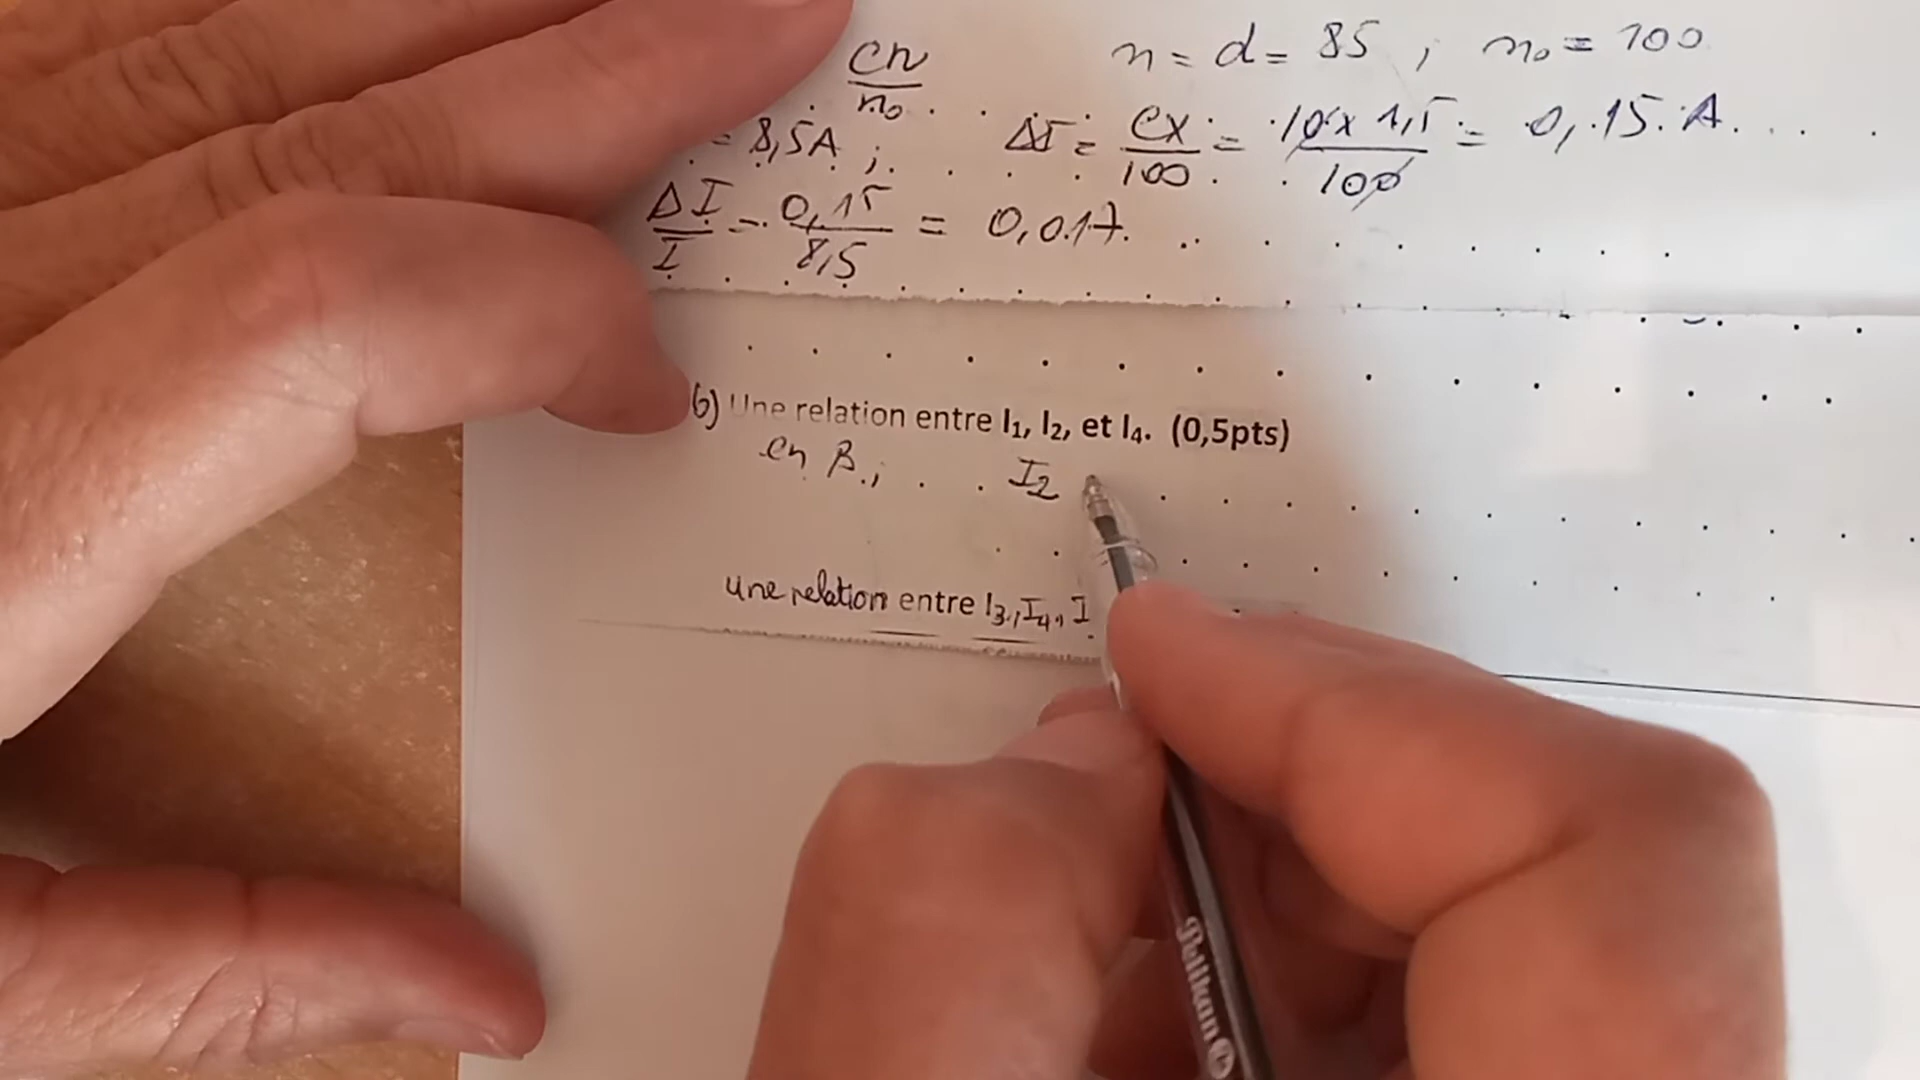 cn / n₀ n = d = 85 ; n₀ = 100
= 8,5A ; ΔI = cx / 100 = 10 x 1,5 / 100 = 0,15 A
ΔI / I = 0,15 / 8,5 = 0,017
b) Une relation entre I₁, I₂, et I₄. (0,5pts)
en B ; I₂
une relation entre I₃, I₄, I
Pelikan